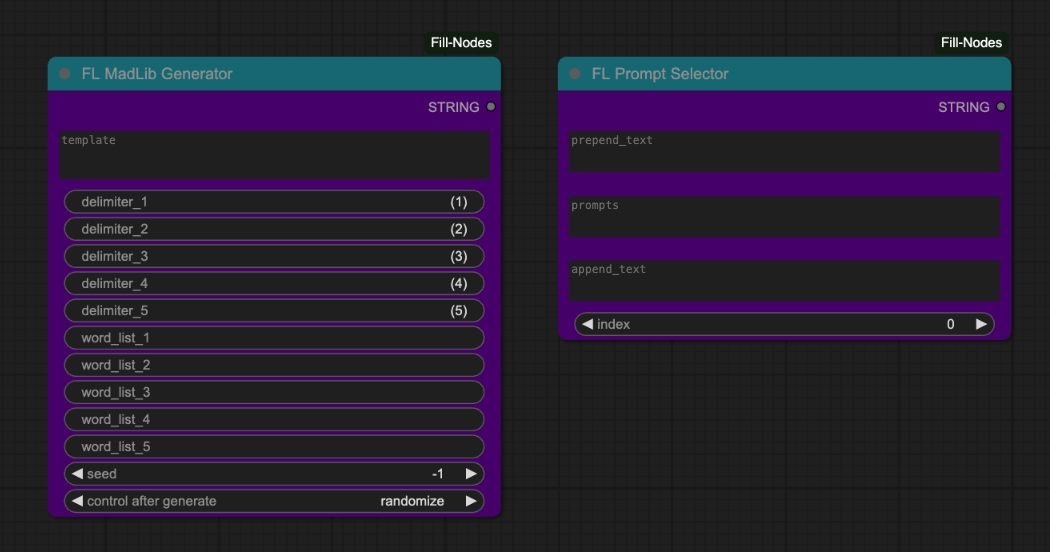 Fill-Nodes
FL MadLib Generator
STRING
template
delimiter_1 (1)
delimiter_2 (2)
delimiter_3 (3)
delimiter_4 (4)
delimiter_5 (5)
word_list_1
word_list_2
word_list_3
word_list_4
word_list_5
seed -1
control after generate randomize
Fill-Nodes
FL Prompt Selector
STRING
prepend_text
prompts
append_text
index 0